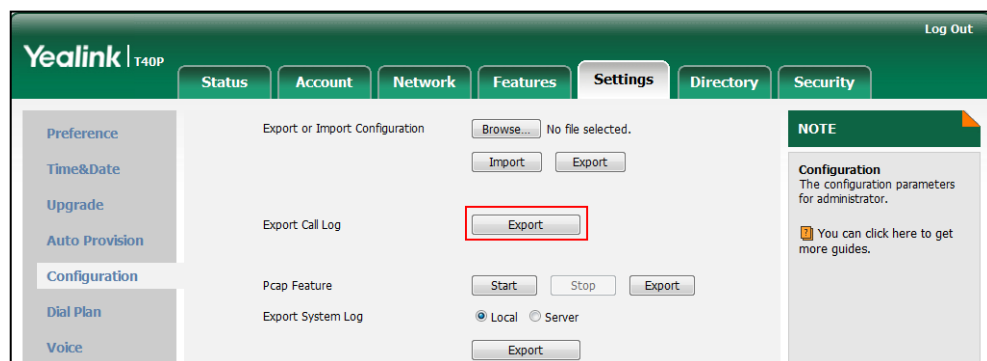 Log Out
Yealink T40P
Status Account Network Features Settings Directory Security
Preference
Time&Date
Upgrade
Auto Provision
Configuration
Dial Plan
Voice
Export or Import Configuration Browse... No file selected.
Import Export
Export Call Log Export
Pcap Feature Start Stop Export
Export System Log Local Server
Export
NOTE
Configuration
The configuration parameters
for administrator.
You can click here to get
more guides.